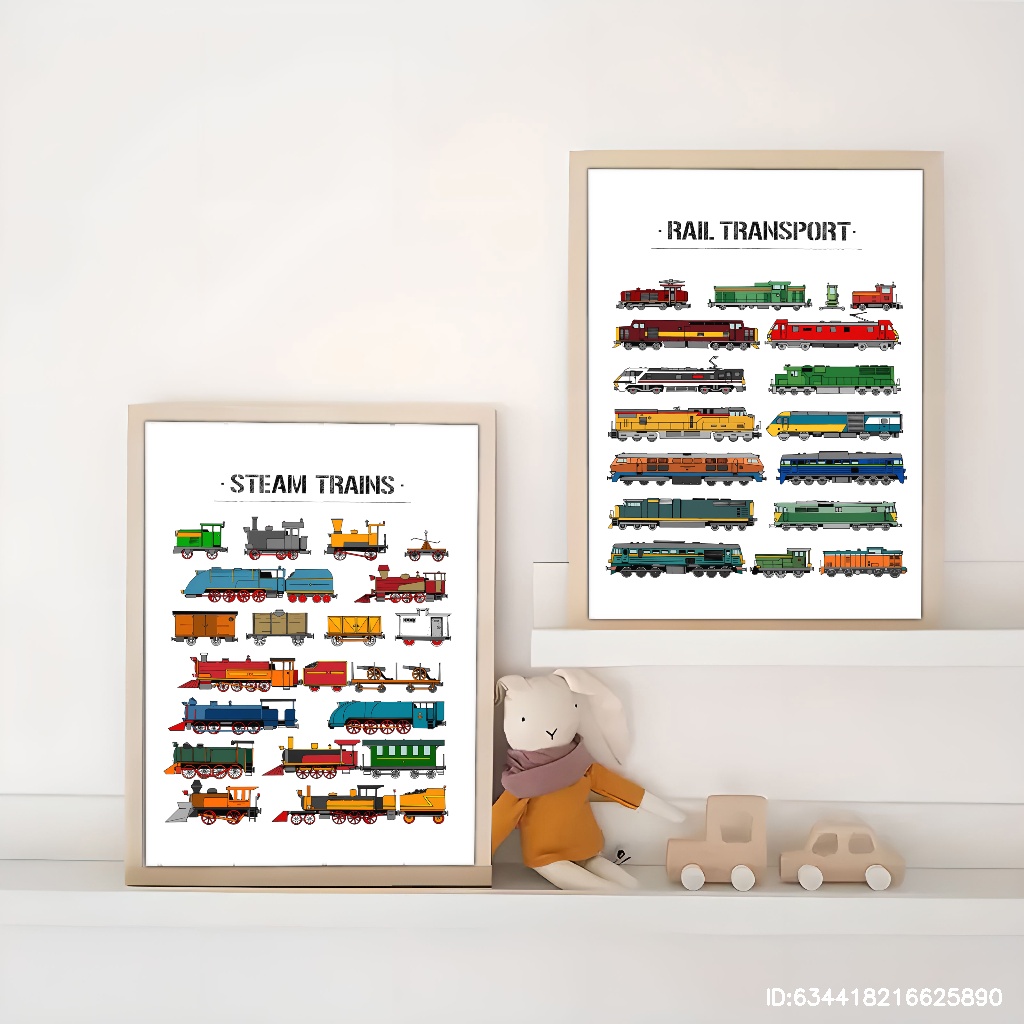 · RAIL TRANSPORT ·
· STEAM TRAINS ·
ID:634418216625890